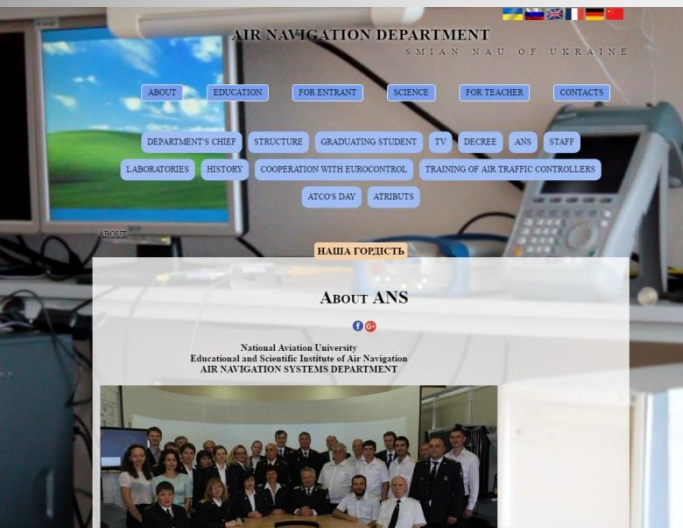 AIR NAVIGATION DEPARTMENT
SMIAN NAU OF UKRAINE
ABOUT EDUCATION FOR ENTRANT SCIENCE FOR TEACHER CONTACTS
DEPARTMENT'S CHIEF STRUCTURE GRADUATING STUDENT TV DECREE ANS STAFF
LABORATORIES HISTORY COOPERATION WITH EUROCONTROL TRAINING OF AIR TRAFFIC CONTROLLERS
ATCO'S DAY ATRIBUTS
ABOUT
НАША ГОРДІСТЬ
ABOUT ANS
f G+
National Aviation University
Educational and Scientific Institute of Air Navigation
AIR NAVIGATION SYSTEMS DEPARTMENT